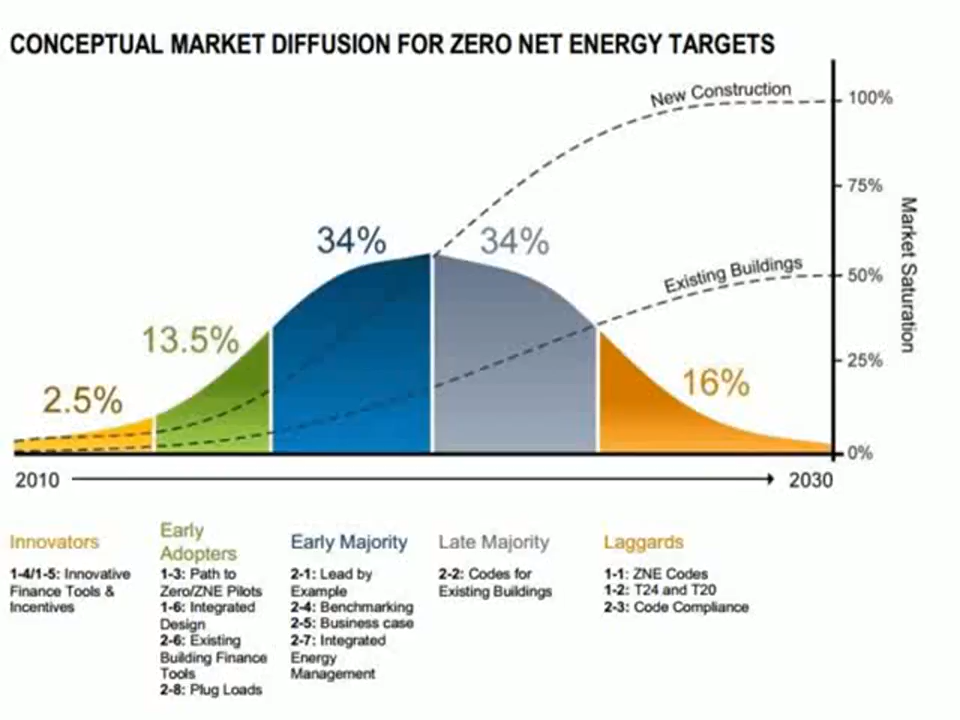 CONCEPTUAL MARKET DIFFUSION FOR ZERO NET ENERGY TARGETS
New Construction
100%
75%
34%
34%
Existing Buildings
50%
Market Saturation
13.5%
25%
2.5%
16%
0%
2010
2030
Innovators
1-4/1-5: Innovative
Finance Tools &
Incentives
Early
Adopters
1-3: Path to
Zero/ZNE Pilots
1-6: Integrated
Design
2-6: Existing
Building Finance
Tools
2-8: Plug Loads
Early Majority
2-1: Lead by
Example
2-4: Benchmarking
2-5: Business case
2-7: Integrated
Energy
Management
Late Majority
2-2: Codes for
Existing Buildings
Laggards
1-1: ZNE Codes
1-2: T24 and T20
2-3: Code Compliance